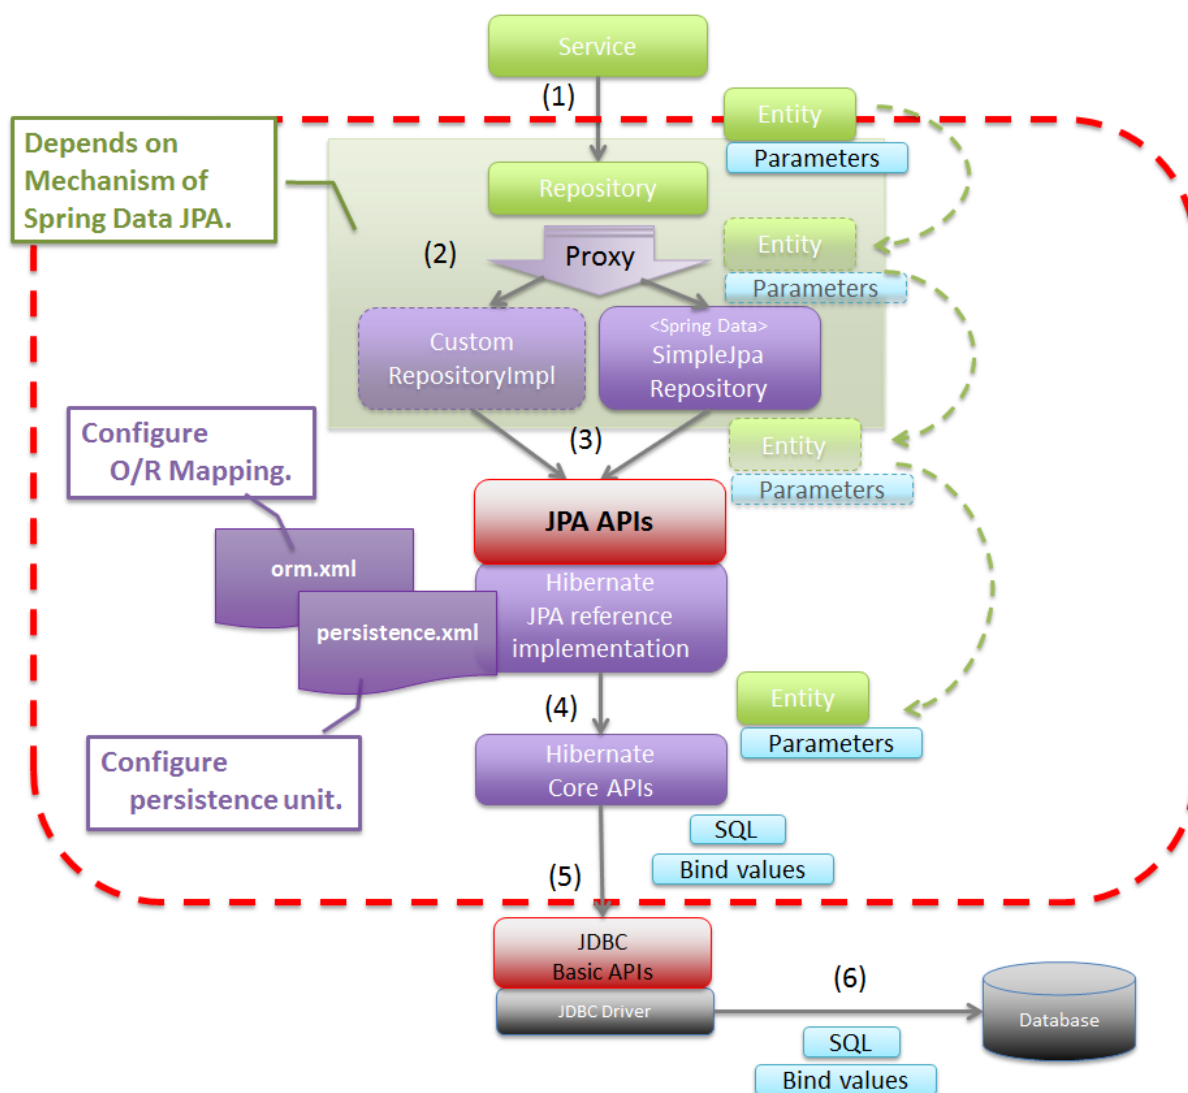 Service
(1)
Entity
Parameters
Depends on
Mechanism of
Spring Data JPA.
Repository
(2)
Proxy
Entity
Parameters
Custom
RepositoryImpl
<Spring Data>
SimpleJpa
Repository
Configure
O/R Mapping.
(3)
Entity
Parameters
JPA APIs
orm.xml
Hibernate
JPA reference
implementation
persistence.xml
(4)
Entity
Parameters
Configure
persistence unit.
Hibernate
Core APIs
SQL
Bind values
(5)
JDBC
Basic APIs
JDBC Driver
(6)
Database
SQL
Bind values